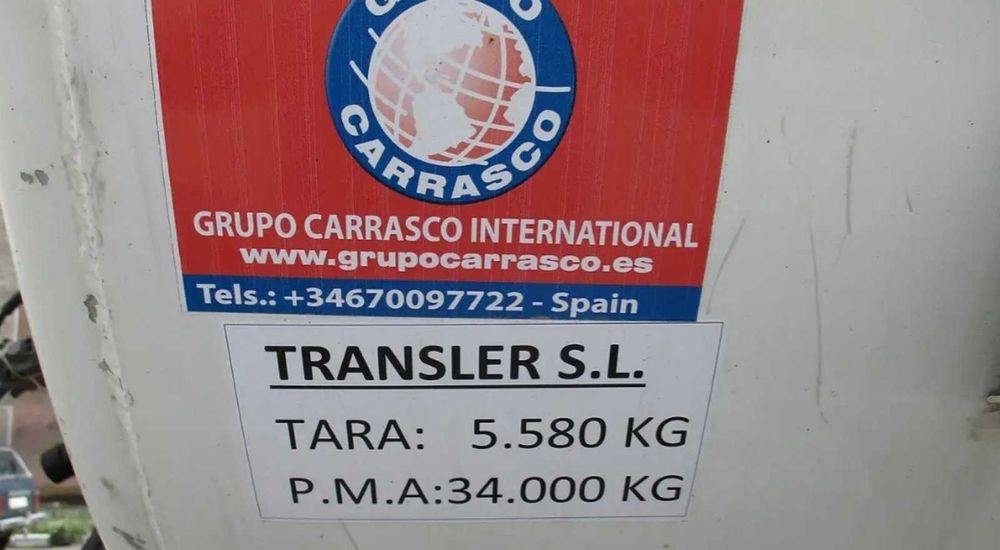 CARRASCO
GRUPO CARRASCO INTERNATIONAL
www.grupocarrasco.es
Tels.: +34670097722 - Spain
TRANSLER S.L.
TARA: 5.580 KG
P.M.A:34.000 KG